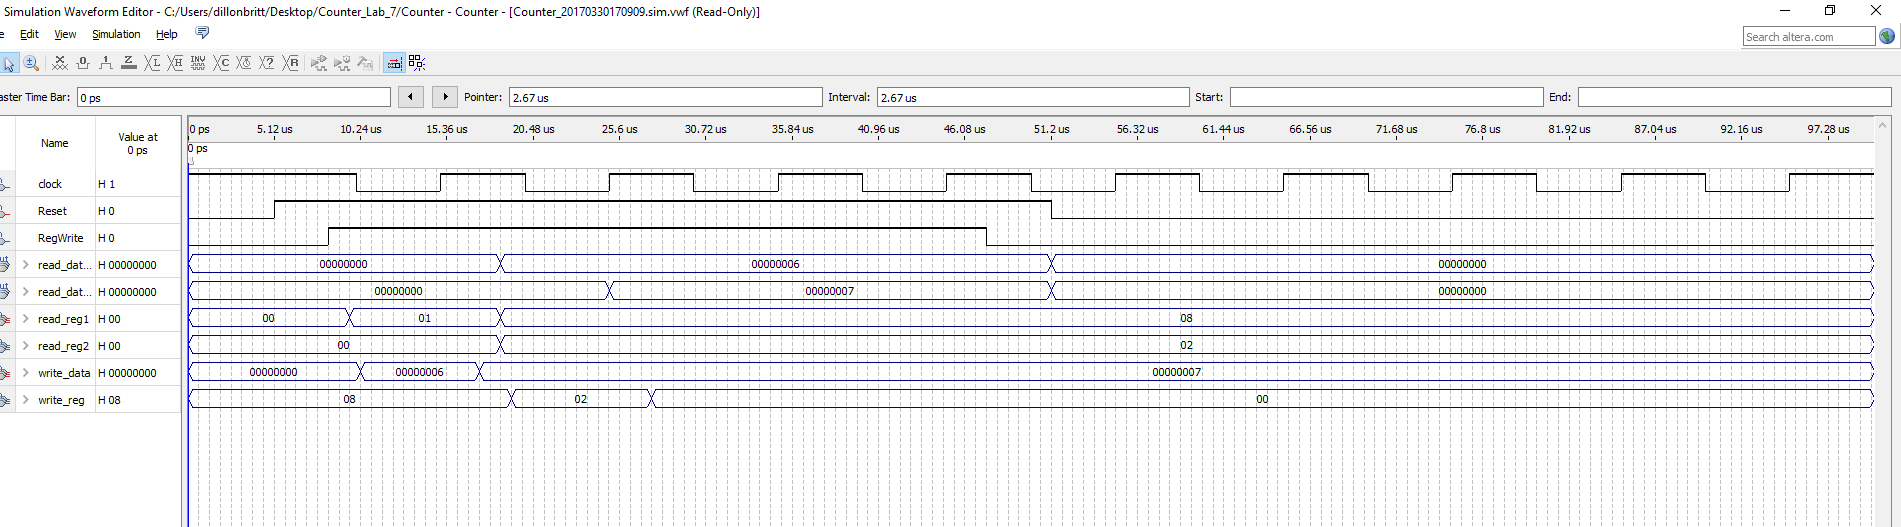 Simulation Waveform Editor - C:/Users/dillonbritt/Desktop/Counter_Lab_7/Counter - Counter - [Counter_20170330170909.sim.vwf (Read-Only)]
e Edit View Simulation Help
Search altera.com
aster Time Bar: 0 ps Pointer: 2.67 us Interval: 2.67 us Start: End:
Name Value at 0 ps
0 ps 5.12 us 10.24 us 15.36 us 20.48 us 25.6 us 30.72 us 35.84 us 40.96 us 46.08 us 51.2 us 56.32 us 61.44 us 66.56 us 71.68 us 76.8 us 81.92 us 87.04 us 92.16 us 97.28 us
0 ps
clock H 1
Reset H 0
RegWrite H 0
read_dat... H 00000000 00000000 00000006 00000000
read_dat... H 00000000 00000000 00000007 00000000
read_reg1 H 00 00 01 08
read_reg2 H 00 00 02
write_data H 00000000 00000000 00000006 00000007
write_reg H 08 08 02 00